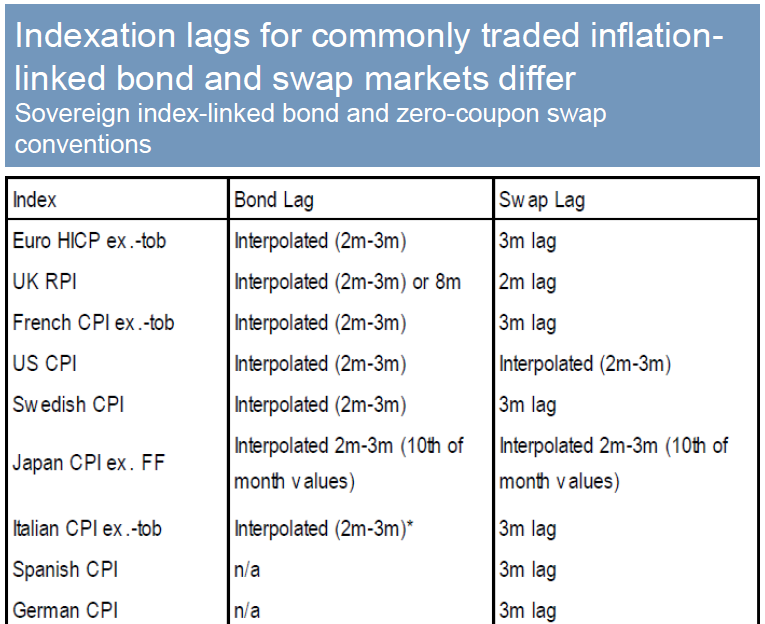 Indexation lags for commonly traded inflation-
linked bond and swap markets differ
Sovereign index-linked bond and zero-coupon swap
conventions
Index Bond Lag Swap Lag
Euro HICP ex.-tob Interpolated (2m-3m) 3m lag
UK RPI Interpolated (2m-3m) or 8m 2m lag
French CPI ex.-tob Interpolated (2m-3m) 3m lag
US CPI Interpolated (2m-3m) Interpolated (2m-3m)
Swedish CPI Interpolated (2m-3m) 3m lag
Japan CPI ex. FF Interpolated 2m-3m (10th of month values) Interpolated 2m-3m (10th of month values)
Italian CPI ex.-tob Interpolated (2m-3m)* 3m lag
Spanish CPI n/a 3m lag
German CPI n/a 3m lag